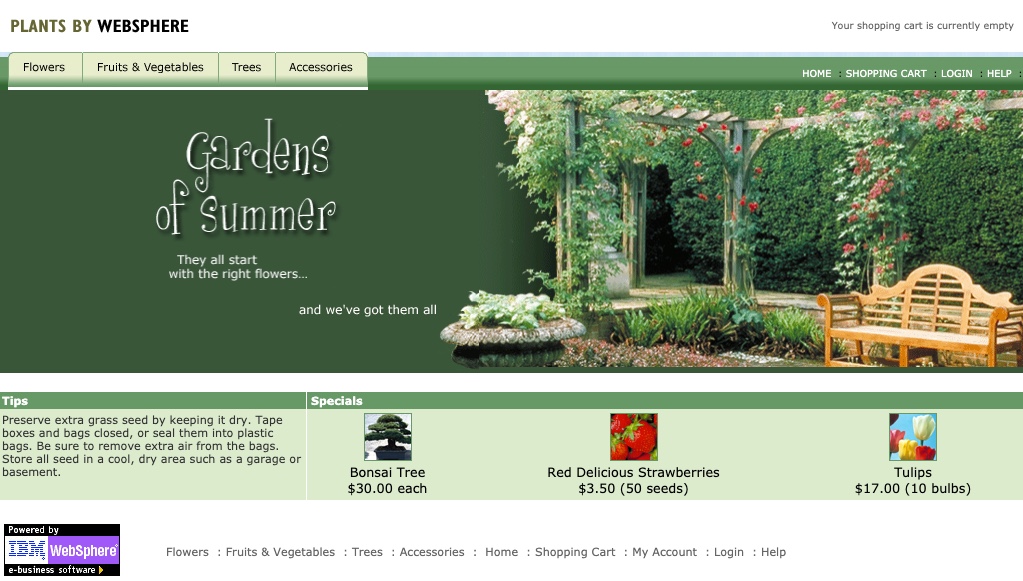 PLANTS BY WEBSPHERE
Your shopping cart is currently empty
Flowers
Fruits & Vegetables
Trees
Accessories
HOME : SHOPPING CART : LOGIN : HELP :
Gardens
of Summer
They all start
with the right flowers...
and we've got them all
Tips
Preserve extra grass seed by keeping it dry. Tape
boxes and bags closed, or seal them into plastic
bags. Be sure to remove extra air from the bags.
Store all seed in a cool, dry area such as a garage or
basement.
Specials
Bonsai Tree
$30.00 each
Red Delicious Strawberries
$3.50 (50 seeds)
Tulips
$17.00 (10 bulbs)
Powered by
IBM WebSphere
e-business software
Flowers : Fruits & Vegetables : Trees : Accessories : Home : Shopping Cart : My Account : Login : Help